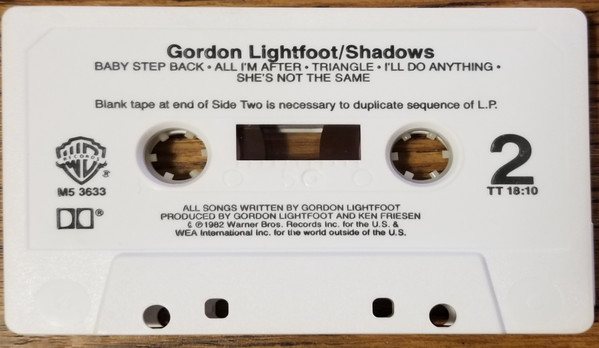 Gordon Lightfoot/Shadows
BABY STEP BACK • ALL I'M AFTER • TRIANGLE • I'LL DO ANYTHING •
SHE'S NOT THE SAME
Blank tape at end of Side Two is necessary to duplicate sequence of L.P.
RECORDS
M5 3633
2
TT 18:10
ALL SONGS WRITTEN BY GORDON LIGHTFOOT
PRODUCED BY GORDON LIGHTFOOT AND KEN FRIESEN
© ℗1982 Warner Bros. Records Inc. for the U.S. &
WEA International Inc. for the world outside of the U.S.